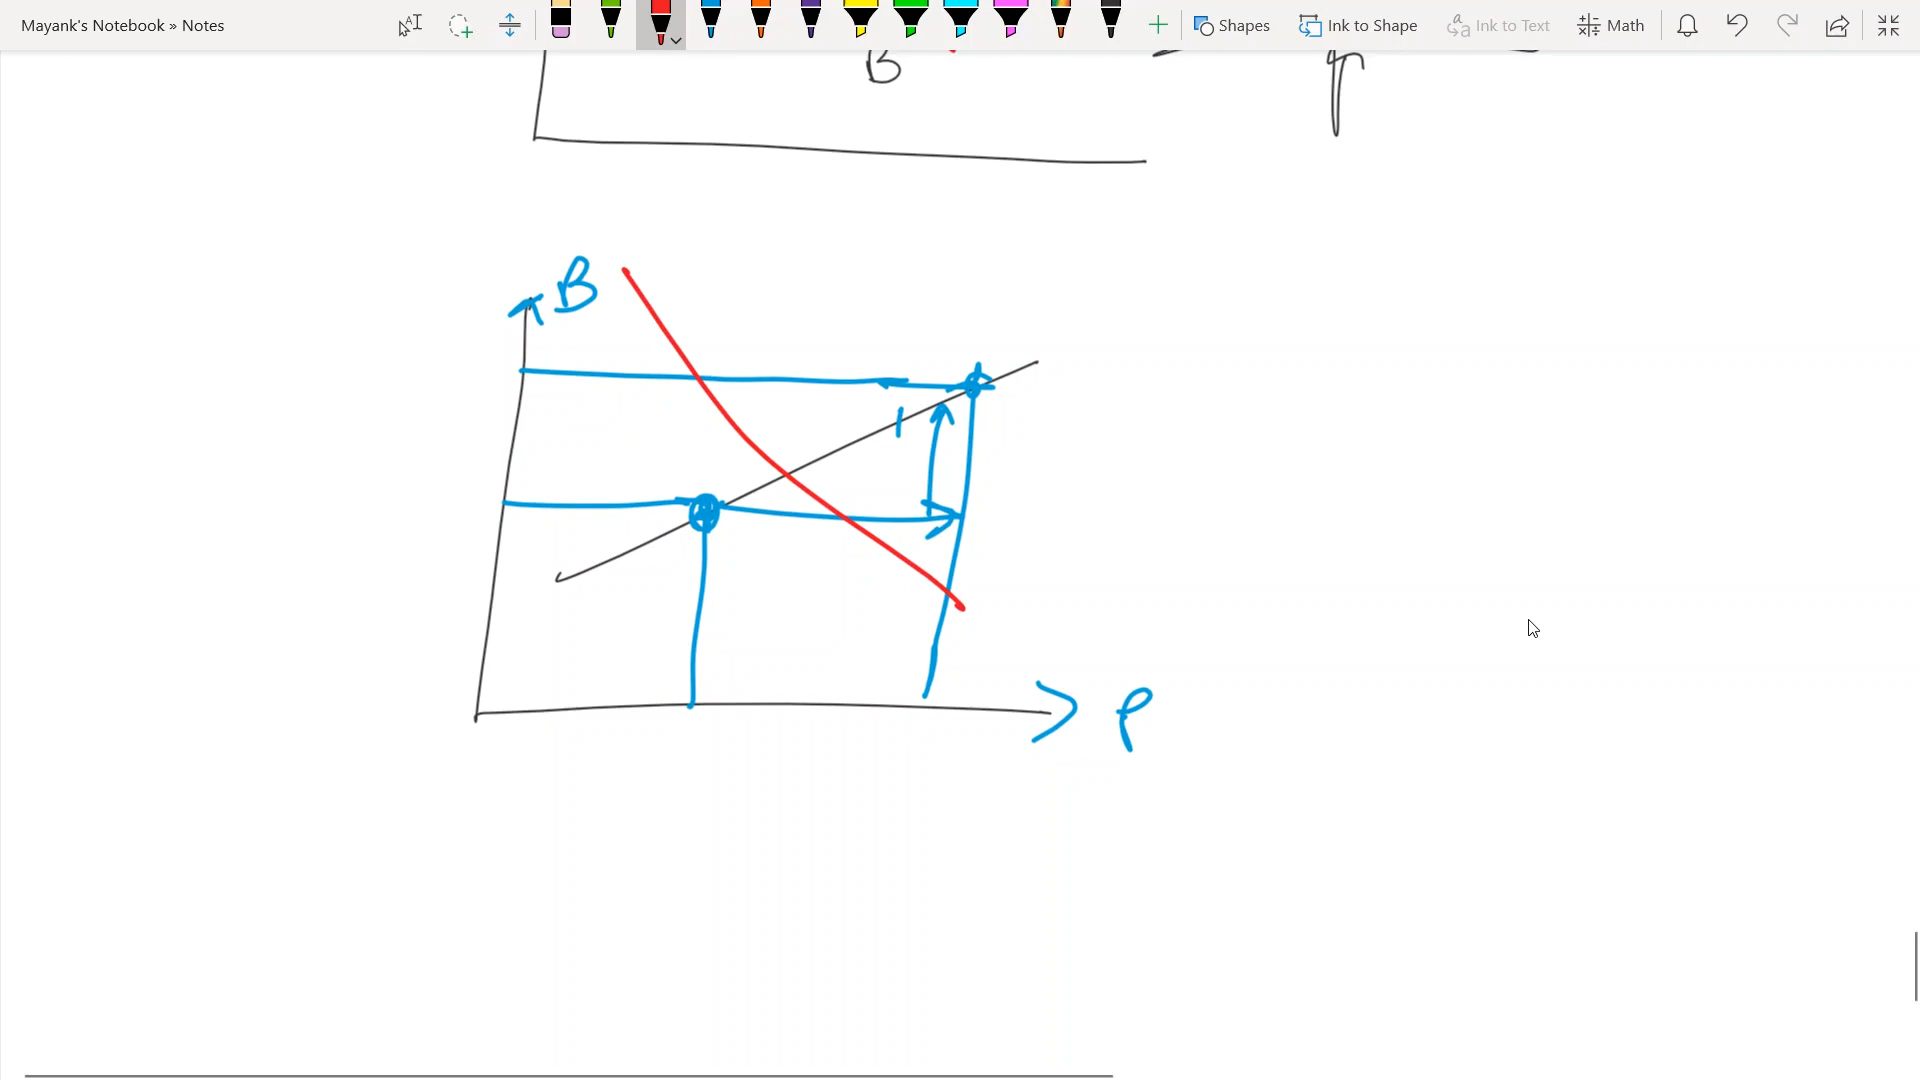 Mayank's Notebook » Notes
Shapes
Ink to Shape
Ink to Text
Math
B
B
P